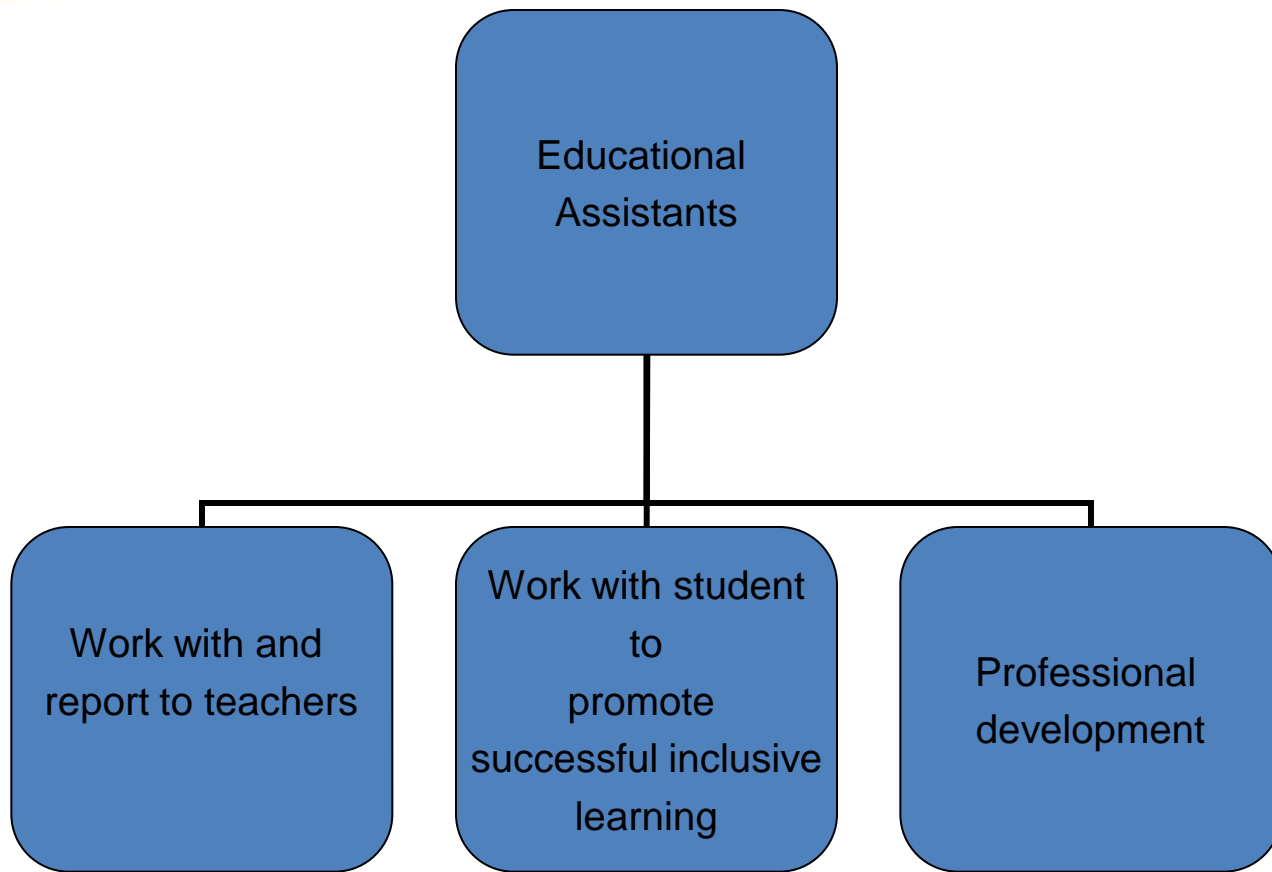 Educational
Assistants
Work with and
report to teachers
Work with student
to
promote
successful inclusive
learning
Professional
development